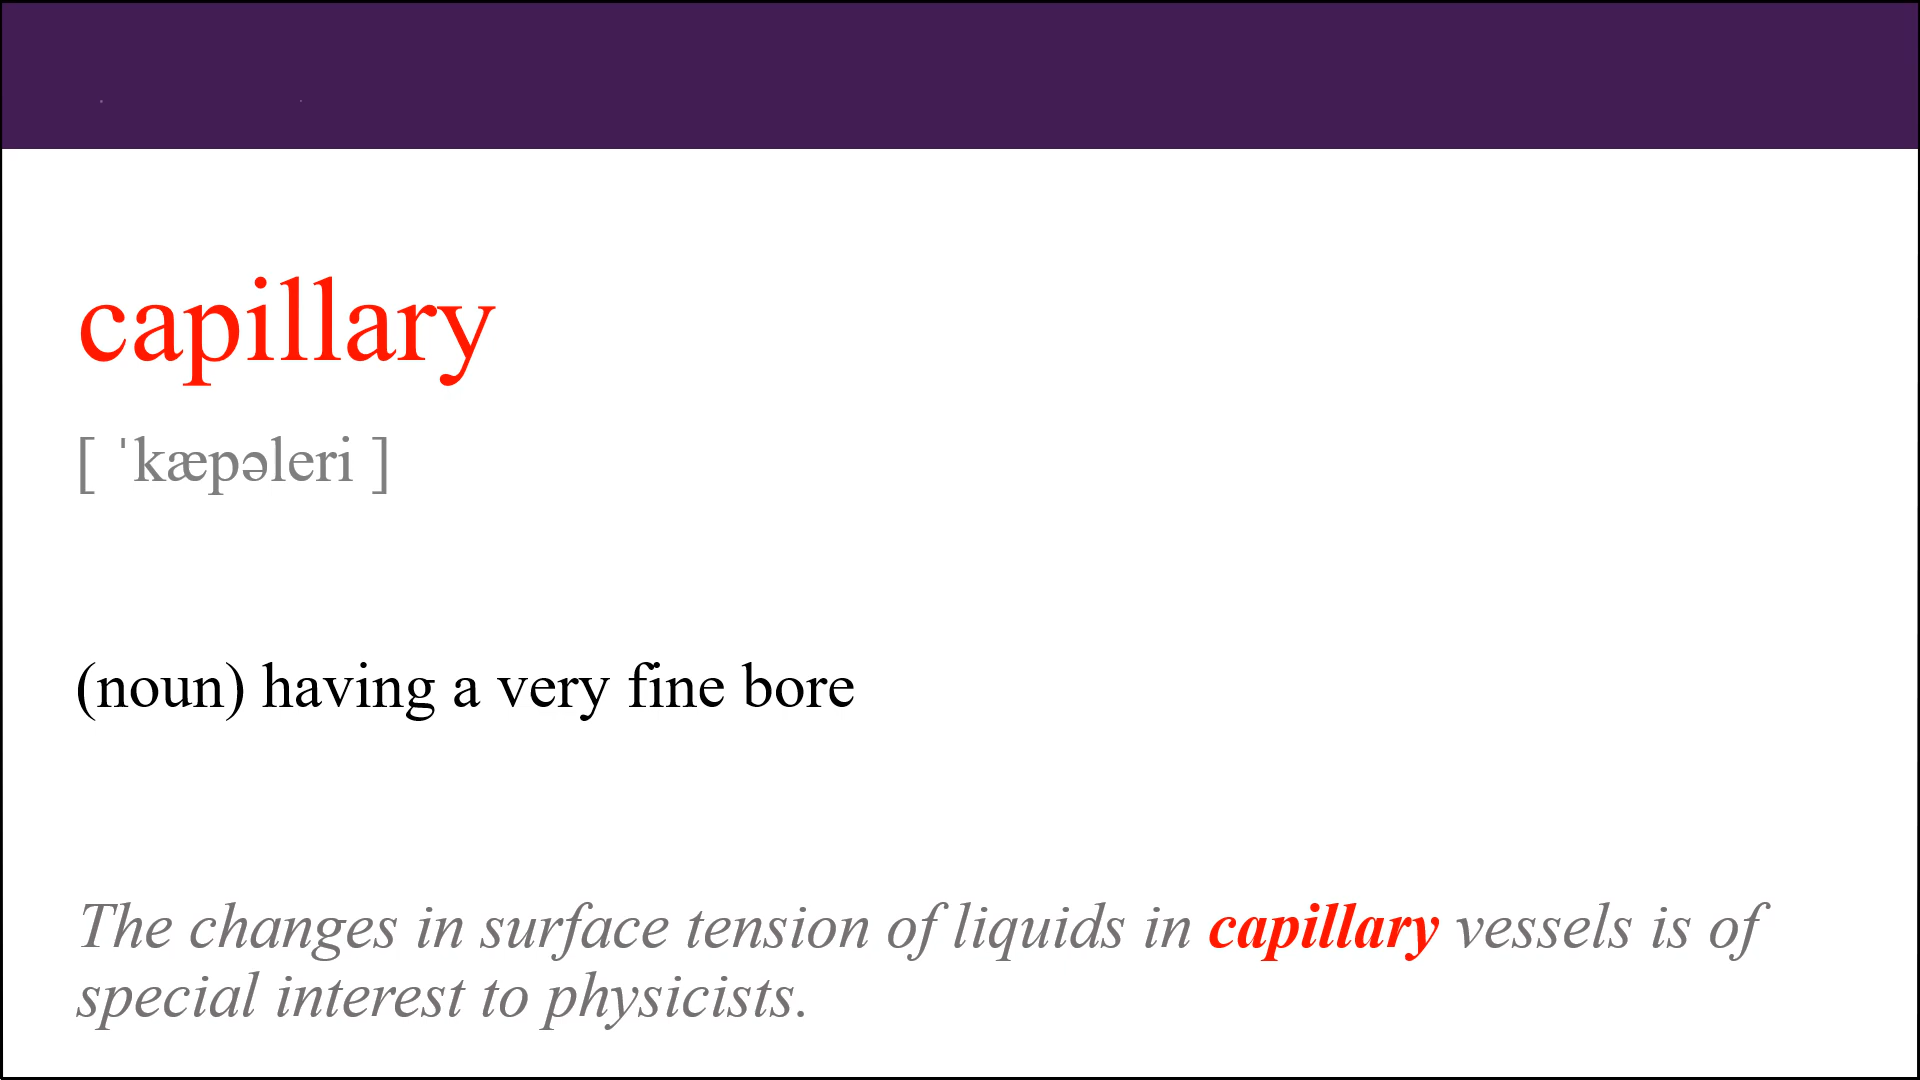 capillary
[ ˈkæpəleri ]
(noun) having a very fine bore
The changes in surface tension of liquids in capillary vessels is of
special interest to physicists.